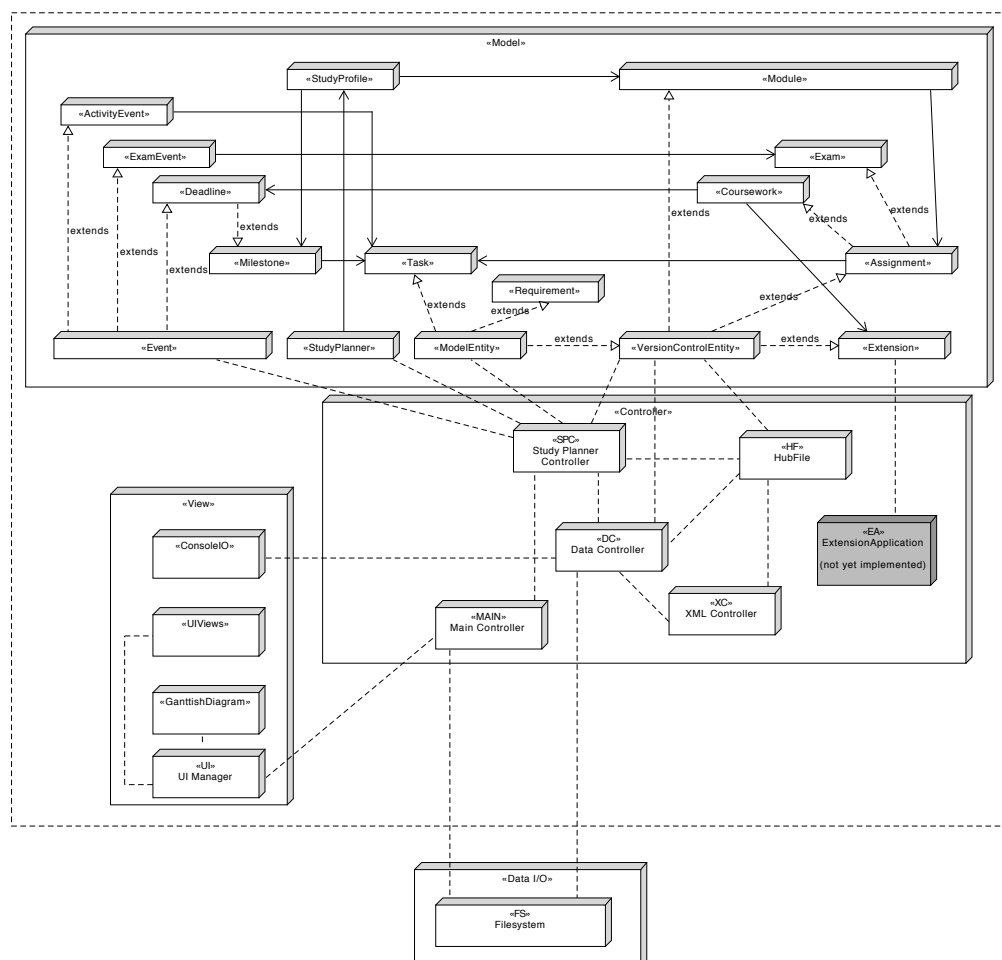 «Model»
«StudyProfile»
«Module»
«ActivityEvent»
«ExamEvent»
«Exam»
«Deadline»
«Coursework»
extends
extends
extends
extends
extends
extends
extends
«Milestone»
«Task»
«Assignment»
«Requirement»
extends
extends
extends
«Event»
«StudyPlanner»
«ModelEntity»
extends
«VersionControlEntity»
extends
«Extension»
«Controller»
«SPC»
Study Planner
Controller
«HF»
HubFile
«View»
«ConsoleIO»
«DC»
Data Controller
«EA»
ExtensionApplication
(not yet implemented)
«UIViews»
«MAIN»
Main Controller
«XC»
XML Controller
«GanttishDiagram»
«UI»
UI Manager
«Data I/O»
«FS»
Filesystem